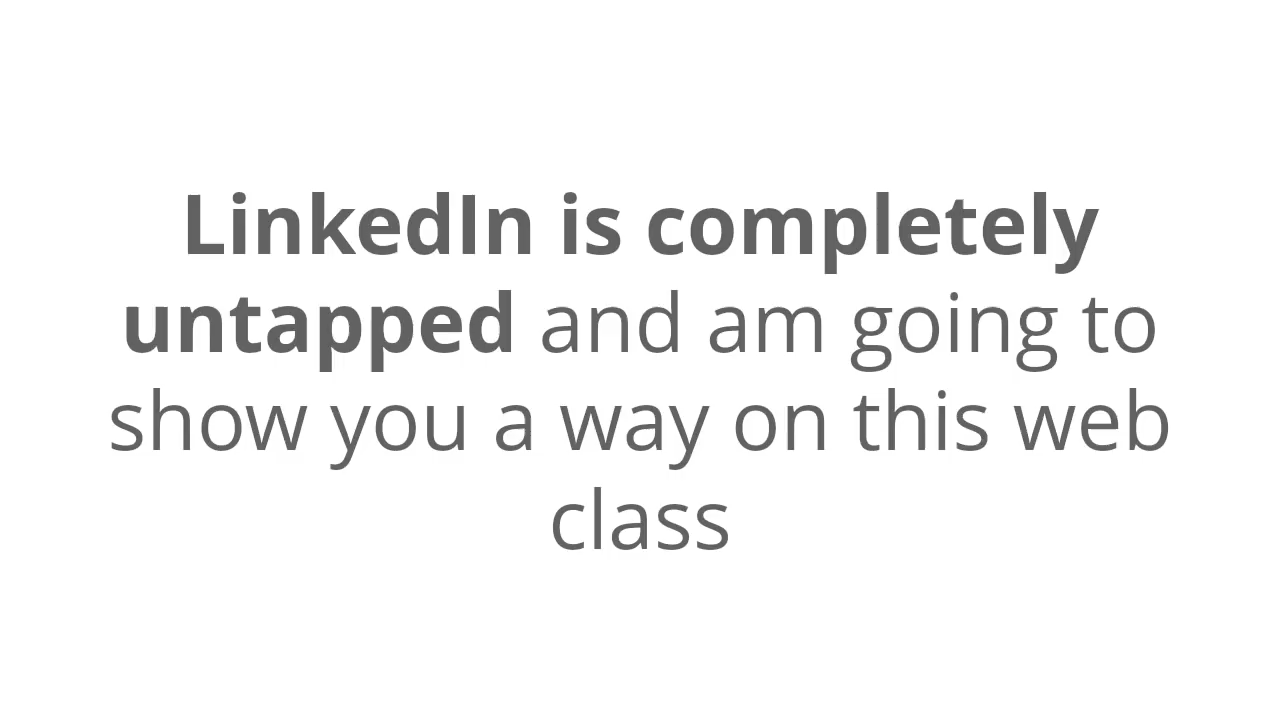 LinkedIn is completely
untapped and am going to
show you a way on this web
class